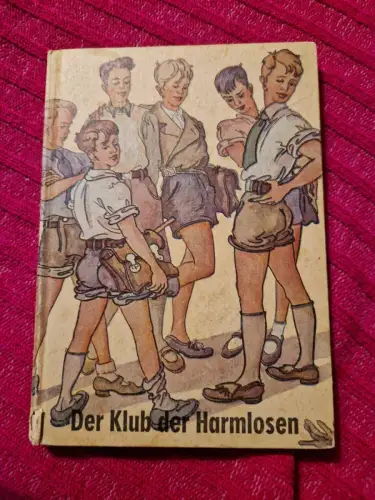 Der Klub der Harmlosen